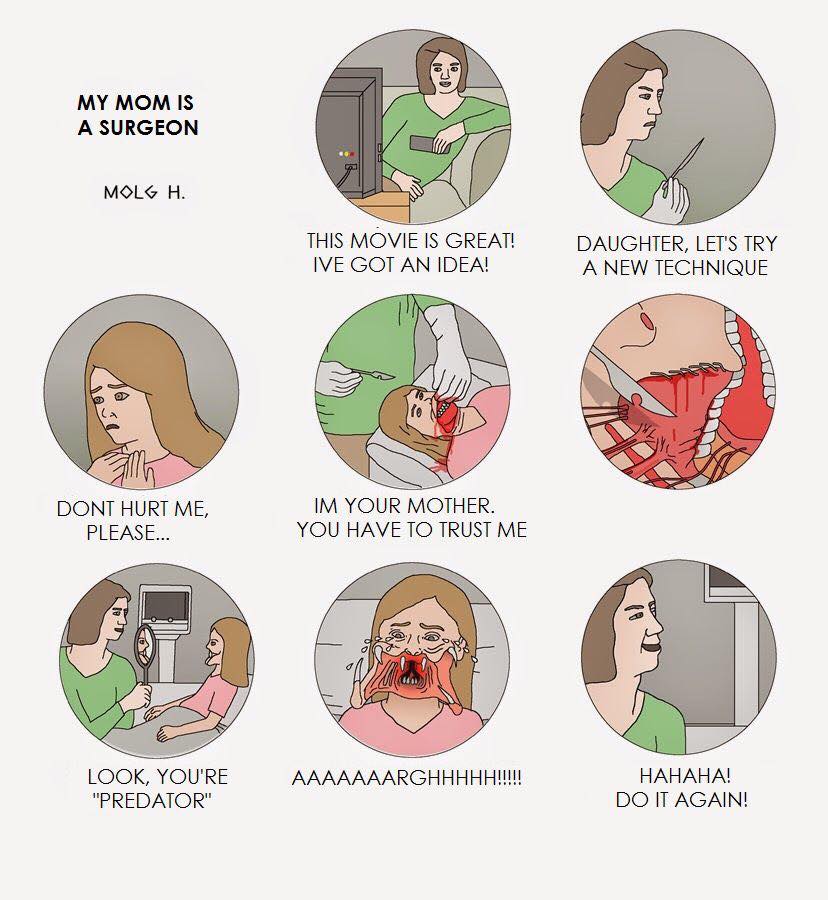 MY MOM IS
A SURGEON
MOLG H.
THIS MOVIE IS GREAT!
IVE GOT AN IDEA!
DAUGHTER, LET'S TRY
A NEW TECHNIQUE
DONT HURT ME,
PLEASE...
IM YOUR MOTHER.
YOU HAVE TO TRUST ME
LOOK, YOU'RE
"PREDATOR"
AAAAAAARGHHHHH!!!!!
HAHAHA!
DO IT AGAIN!